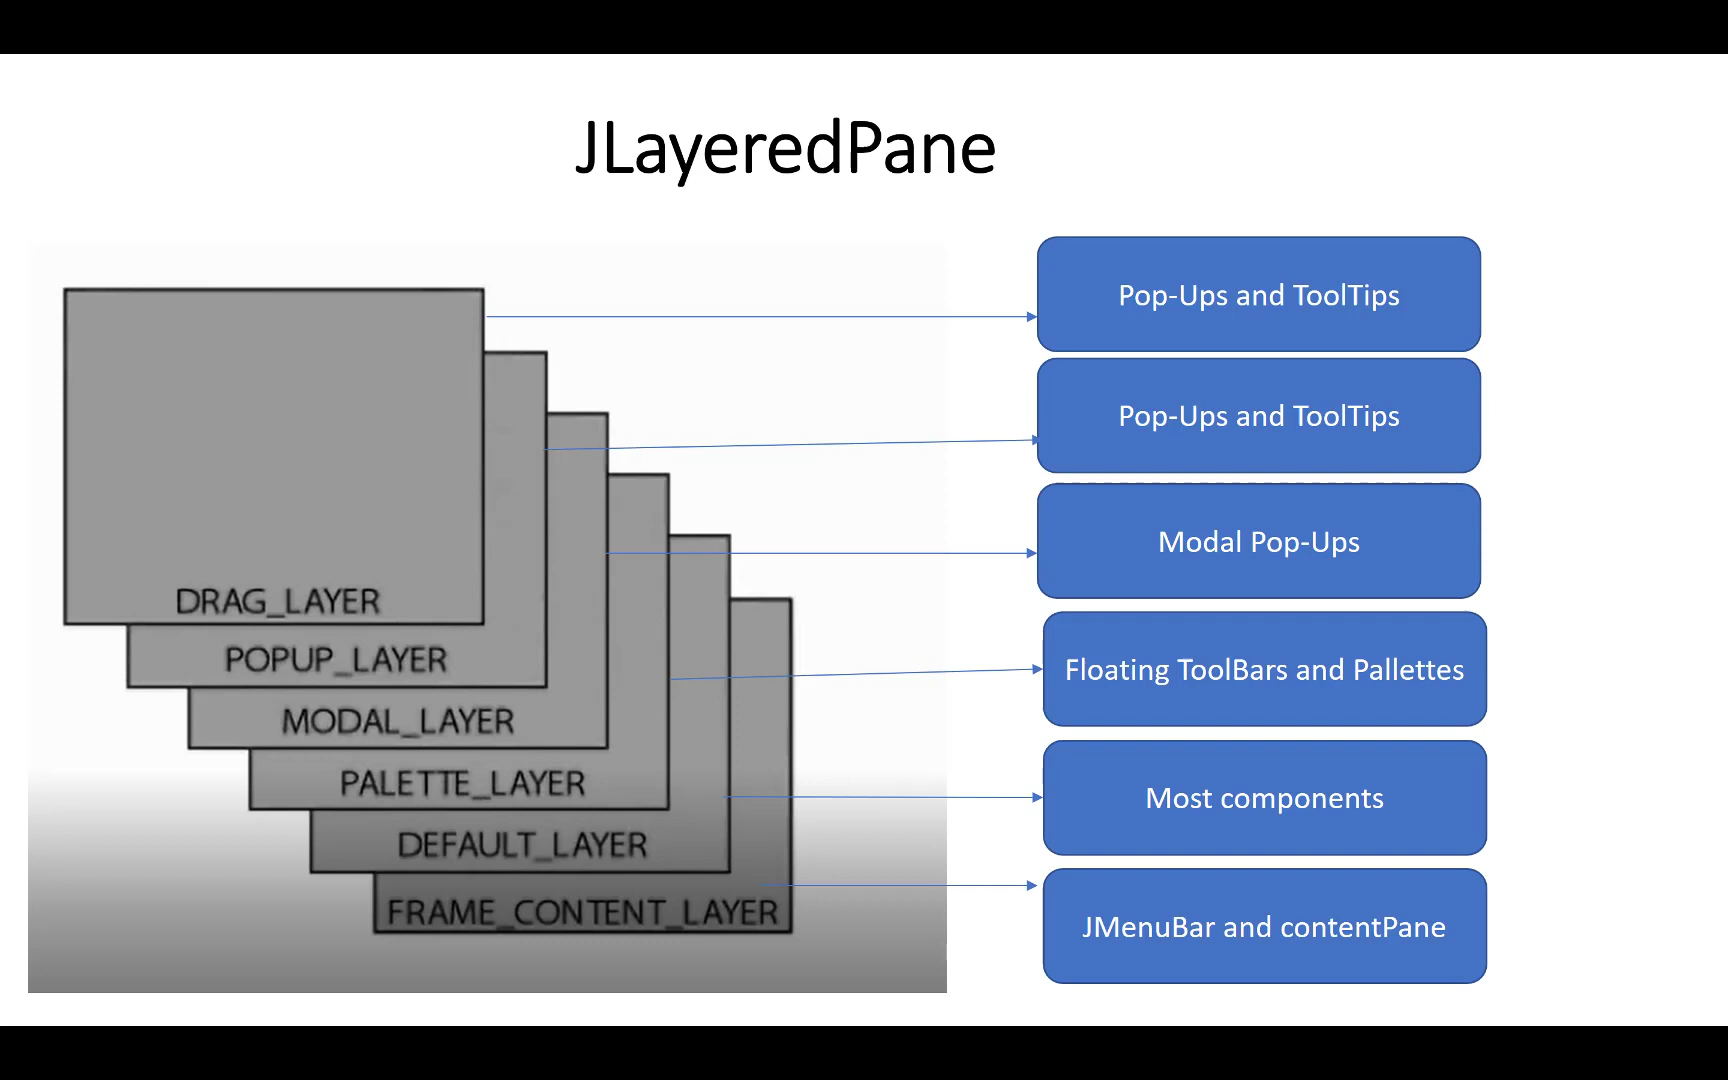 JLayeredPane
DRAG_LAYER
POPUP_LAYER
MODAL_LAYER
PALETTE_LAYER
DEFAULT_LAYER
FRAME_CONTENT_LAYER
Pop-Ups and ToolTips
Pop-Ups and ToolTips
Modal Pop-Ups
Floating ToolBars and Pallettes
Most components
JMenuBar and contentPane